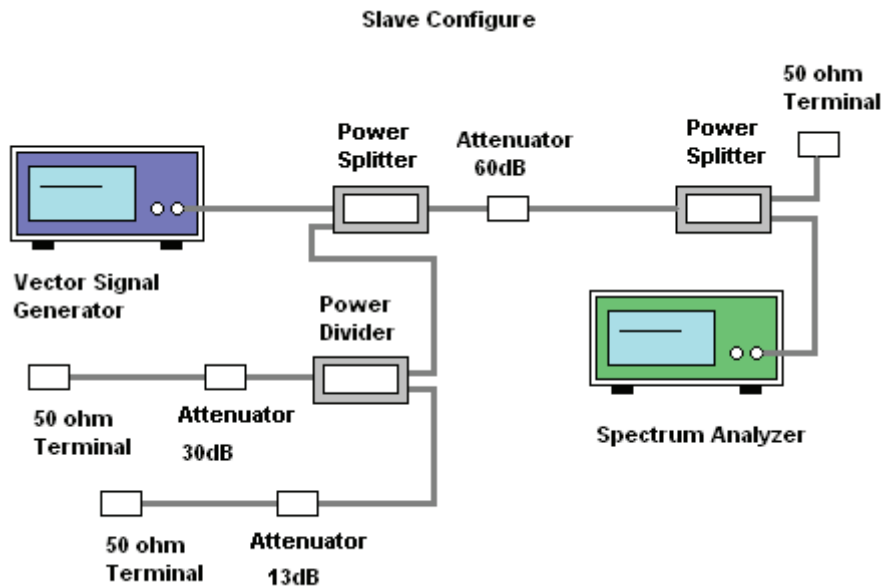 Slave Configure
50 ohm
Terminal
Power
Splitter
Attenuator
60dB
Power
Splitter
Vector Signal
Generator
Power
Divider
50 ohm
Terminal
Attenuator
30dB
Spectrum Analyzer
50 ohm
Terminal
Attenuator
13dB